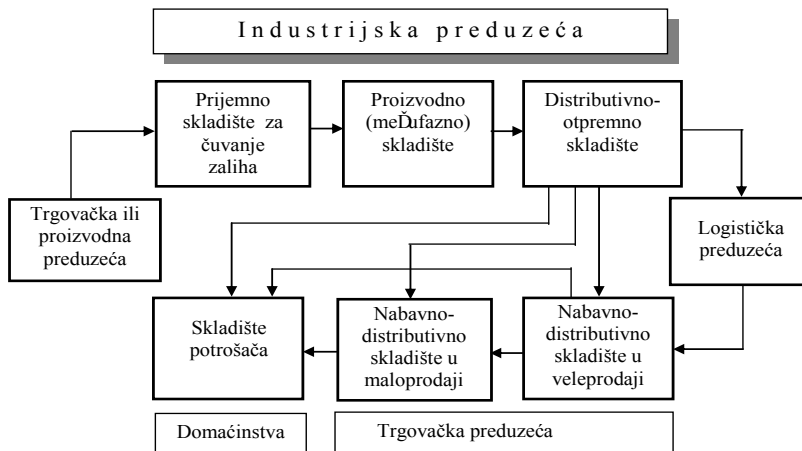 Industrijska preduzeća
Prijemno
skladište za
čuvanje
zaliha
Proizvodno
(meĎufazno)
skladište
Distributivno-
otpremno
skladište
Trgovačka ili
proizvodna
preduzeća
Logistička
preduzeća
Skladište
potrošača
Nabavno-
distributivno
skladište u
maloprodaji
Nabavno-
distributivno
skladište u
veleprodaji
Domaćinstva
Trgovačka preduzeća